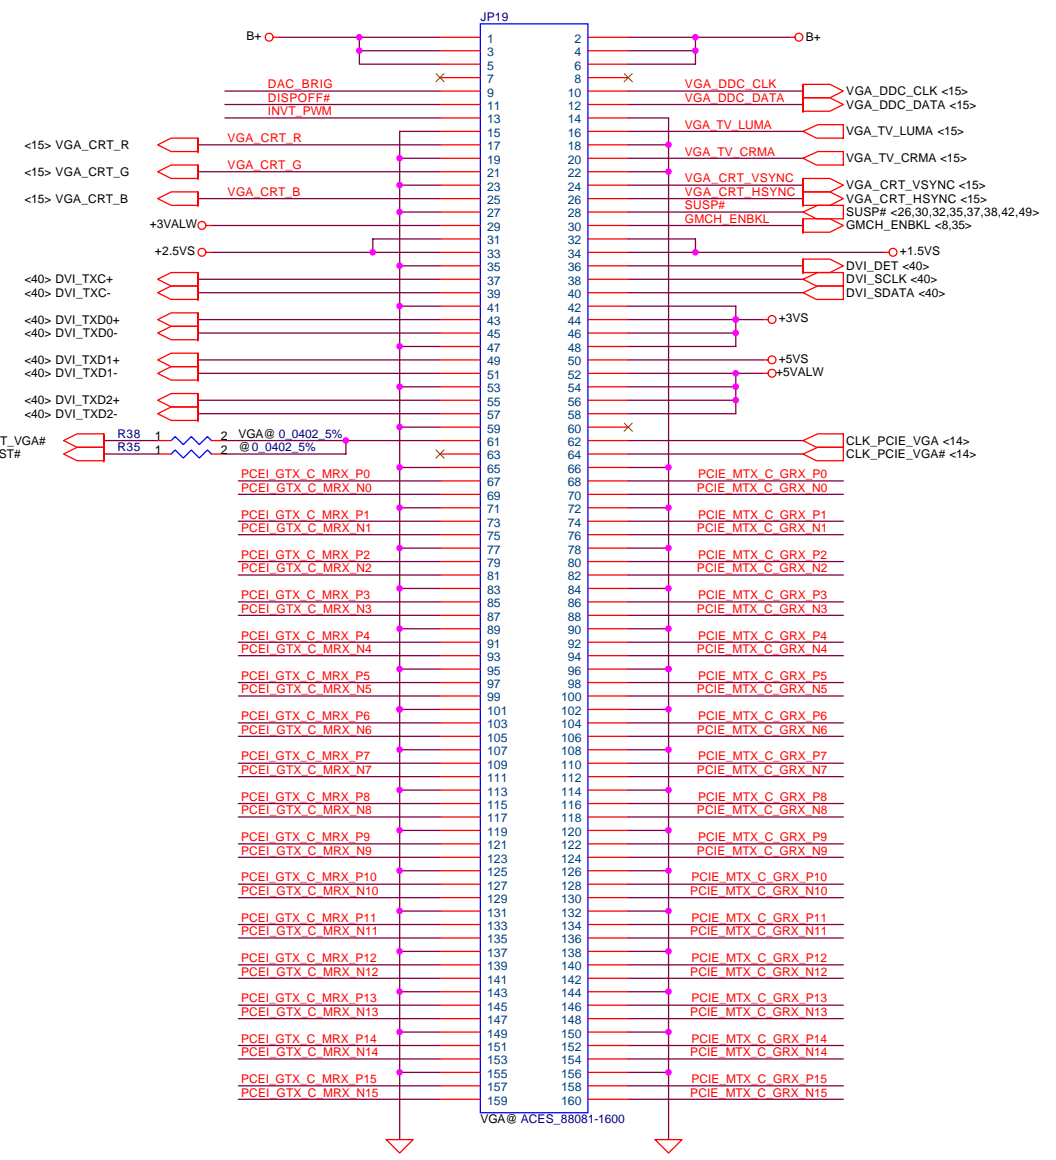 JP19
B+ 1 2 B+
3 4
5 6
7 8
DAC_BRIG 9 10 VGA_DDC_CLK VGA_DDC_CLK <15>
DISPOFF# 11 12 VGA_DDC_DATA VGA_DDC_DATA <15>
INVT_PWM 13 14
15 16 VGA_TV_LUMA VGA_TV_LUMA <15>
<15> VGA_CRT_R VGA_CRT_R 17 18
19 20 VGA_TV_CRMA VGA_TV_CRMA <15>
<15> VGA_CRT_G VGA_CRT_G 21 22
23 24 VGA_CRT_VSYNC VGA_CRT_VSYNC <15>
<15> VGA_CRT_B VGA_CRT_B 25 26 VGA_CRT_HSYNC VGA_CRT_HSYNC <15>
27 28 SUSP# SUSP# <26,30,32,35,37,38,42,49>
+3VALW 29 30 GMCH_ENBKL GMCH_ENBKL <8,35>
31 32
+2.5VS 33 34 +1.5VS
35 36 DVI_DET <40>
<40> DVI_TXC+ 37 38 DVI_SCLK <40>
<40> DVI_TXC- 39 40 DVI_SDATA <40>
41 42
<40> DVI_TXD0+ 43 44 +3VS
<40> DVI_TXD0- 45 46
47 48
<40> DVI_TXD1+ 49 50 +5VS
<40> DVI_TXD1- 51 52 +5VALW
53 54
<40> DVI_TXD2+ 55 56
<40> DVI_TXD2- 57 58
59 60
T_VGA# R38 1 2 VGA@ 0_0402_5% 61 62 CLK_PCIE_VGA <14>
ST# R35 1 2 @0_0402_5% 63 64 CLK_PCIE_VGA# <14>
65 66
PCEI_GTX_C_MRX_P0 67 68 PCIE_MTX_C_GRX_P0
PCEI_GTX_C_MRX_N0 69 70 PCIE_MTX_C_GRX_N0
71 72
PCEI_GTX_C_MRX_P1 73 74 PCIE_MTX_C_GRX_P1
PCEI_GTX_C_MRX_N1 75 76 PCIE_MTX_C_GRX_N1
77 78
PCEI_GTX_C_MRX_P2 79 80 PCIE_MTX_C_GRX_P2
PCEI_GTX_C_MRX_N2 81 82 PCIE_MTX_C_GRX_N2
83 84
PCEI_GTX_C_MRX_P3 85 86 PCIE_MTX_C_GRX_P3
PCEI_GTX_C_MRX_N3 87 88 PCIE_MTX_C_GRX_N3
89 90
PCEI_GTX_C_MRX_P4 91 92 PCIE_MTX_C_GRX_P4
PCEI_GTX_C_MRX_N4 93 94 PCIE_MTX_C_GRX_N4
95 96
PCEI_GTX_C_MRX_P5 97 98 PCIE_MTX_C_GRX_P5
PCEI_GTX_C_MRX_N5 99 100 PCIE_MTX_C_GRX_N5
101 102
PCEI_GTX_C_MRX_P6 103 104 PCIE_MTX_C_GRX_P6
PCEI_GTX_C_MRX_N6 105 106 PCIE_MTX_C_GRX_N6
107 108
PCEI_GTX_C_MRX_P7 109 110 PCIE_MTX_C_GRX_P7
PCEI_GTX_C_MRX_N7 111 112 PCIE_MTX_C_GRX_N7
113 114
PCEI_GTX_C_MRX_P8 115 116 PCIE_MTX_C_GRX_P8
PCEI_GTX_C_MRX_N8 117 118 PCIE_MTX_C_GRX_N8
119 120
PCEI_GTX_C_MRX_P9 121 122 PCIE_MTX_C_GRX_P9
PCEI_GTX_C_MRX_N9 123 124 PCIE_MTX_C_GRX_N9
125 126
PCEI_GTX_C_MRX_P10 127 128 PCIE_MTX_C_GRX_P10
PCEI_GTX_C_MRX_N10 129 130 PCIE_MTX_C_GRX_N10
131 132
PCEI_GTX_C_MRX_P11 133 134 PCIE_MTX_C_GRX_P11
PCEI_GTX_C_MRX_N11 135 136 PCIE_MTX_C_GRX_N11
137 138
PCEI_GTX_C_MRX_P12 139 140 PCIE_MTX_C_GRX_P12
PCEI_GTX_C_MRX_N12 141 142 PCIE_MTX_C_GRX_N12
143 144
PCEI_GTX_C_MRX_P13 145 146 PCIE_MTX_C_GRX_P13
PCEI_GTX_C_MRX_N13 147 148 PCIE_MTX_C_GRX_N13
149 150
PCEI_GTX_C_MRX_P14 151 152 PCIE_MTX_C_GRX_P14
PCEI_GTX_C_MRX_N14 153 154 PCIE_MTX_C_GRX_N14
155 156
PCEI_GTX_C_MRX_P15 157 158 PCIE_MTX_C_GRX_P15
PCEI_GTX_C_MRX_N15 159 160 PCIE_MTX_C_GRX_N15
VGA@ ACES_88081-1600